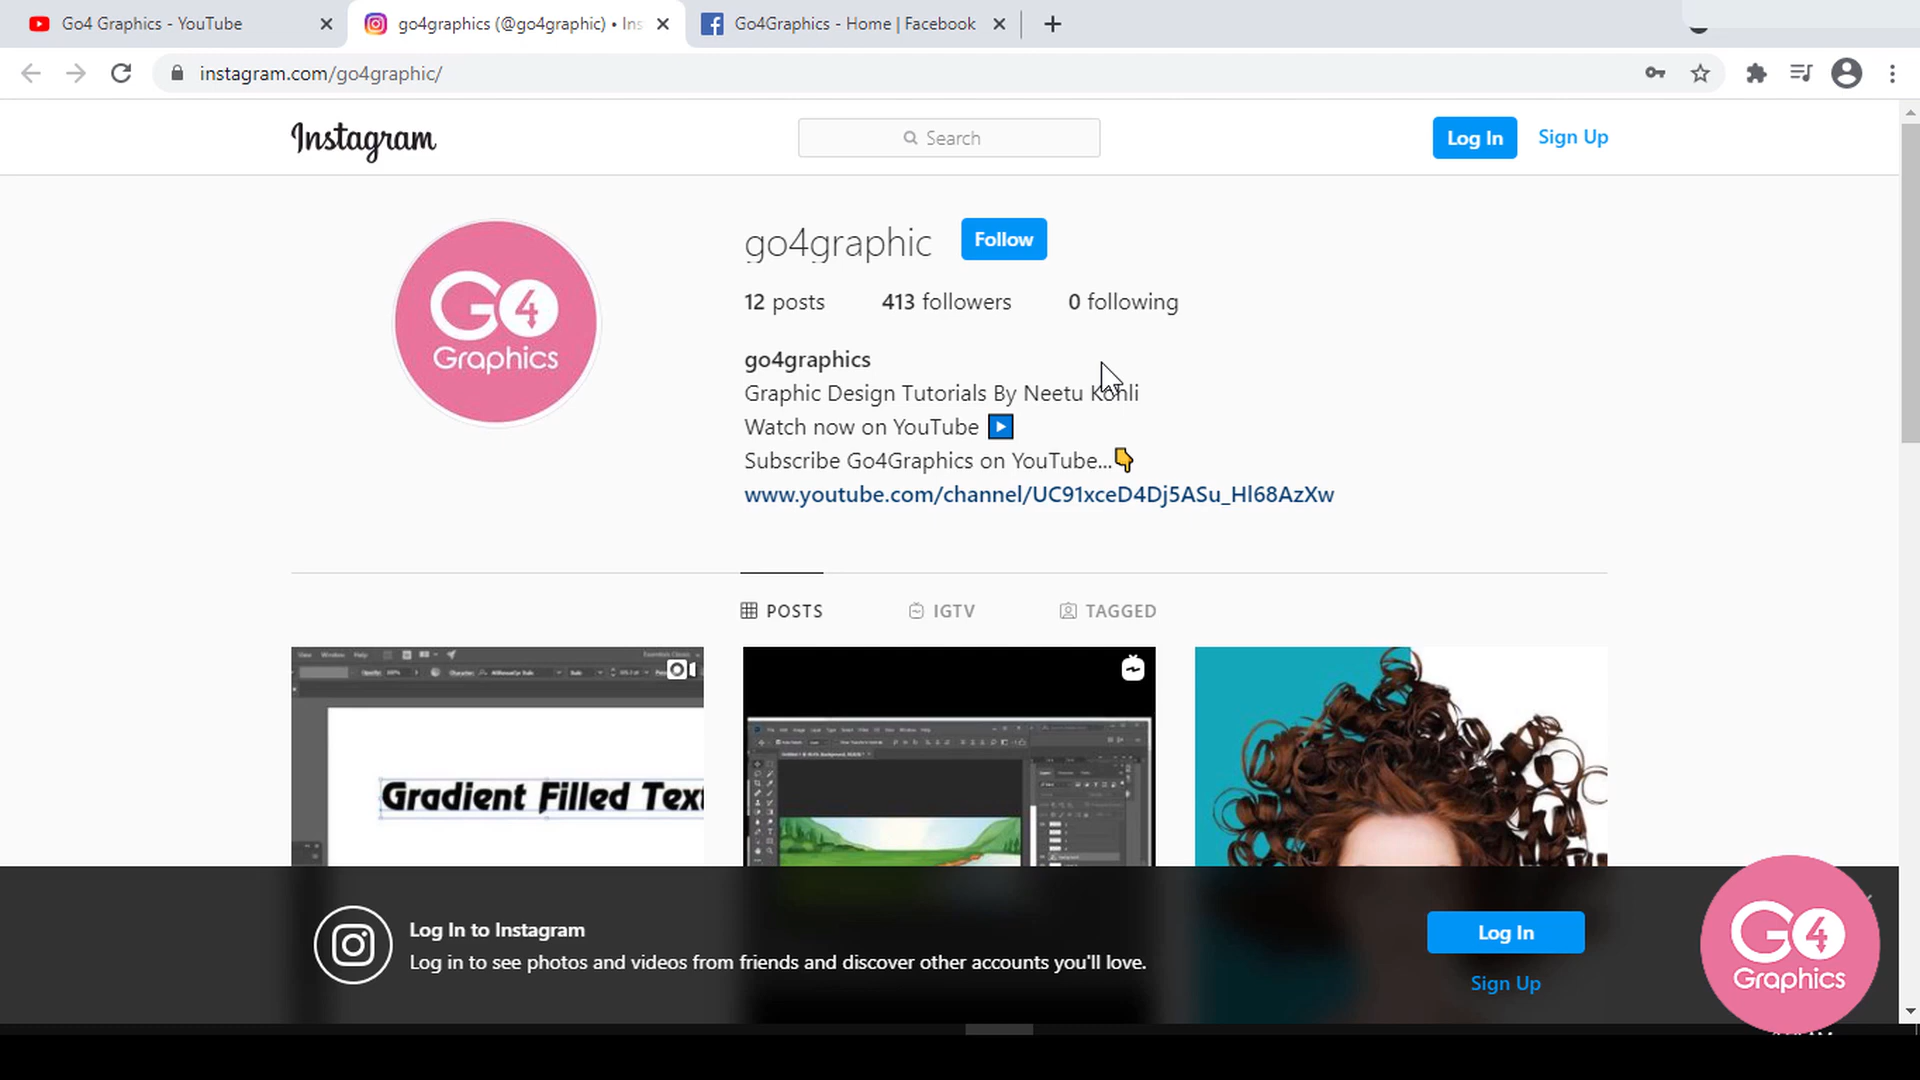 Go4 Graphics - YouTube
go4graphics (@go4graphic) • Ins
Go4Graphics - Home | Facebook
instagram.com/go4graphic/
Instagram
Search
Log In
Sign Up
G4
Graphics
go4graphic
Follow
12 posts
413 followers
0 following
go4graphics
Graphic Design Tutorials By Neetu Kohli
Watch now on YouTube
Subscribe Go4Graphics on YouTube...
www.youtube.com/channel/UC91xceD4Dj5ASu_Hl68AzXw
POSTS
IGTV
TAGGED
Gradient Filled Text
Log In to Instagram
Log in to see photos and videos from friends and discover other accounts you'll love.
Log In
Sign Up
G4
Graphics